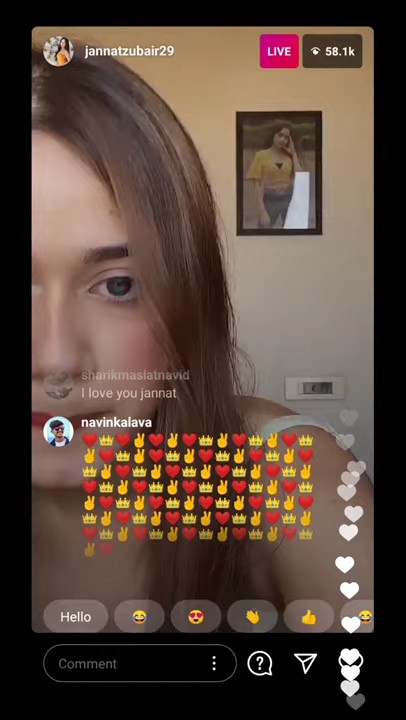 jannatzubair29
LIVE
58.1k
sharikmaslatnavid
I love you jannat
navinkalava
Hello
Comment